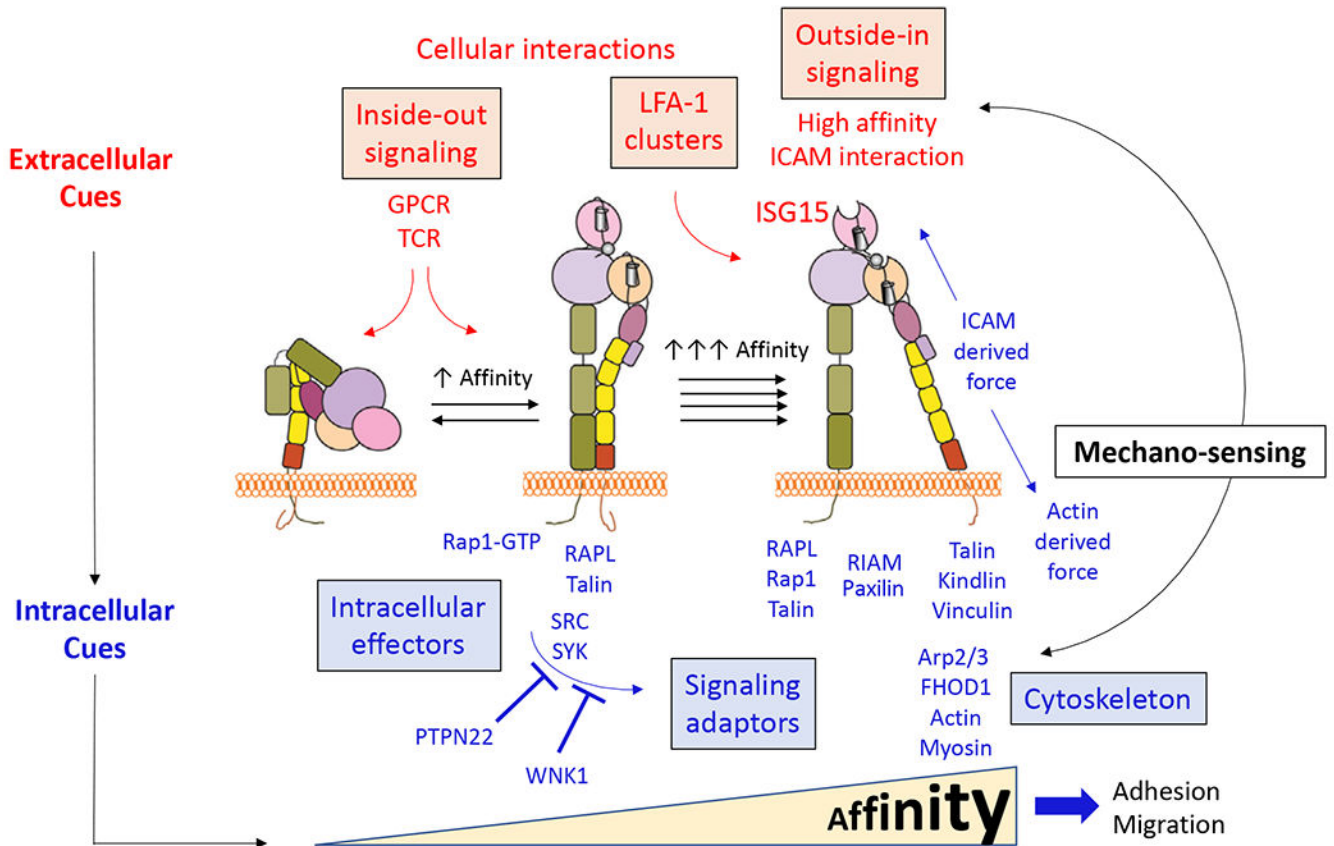 Cellular interactions
Outside-in
signaling
Inside-out
signaling
LFA-1
clusters
High affinity
ICAM interaction
Extracellular
Cues
GPCR
TCR
ISG15
ICAM
derived
force
↑ Affinity
↑↑↑ Affinity
Mechano-sensing
Actin
derived
force
Rap1-GTP
RAPL
Talin
RAPL
Rap1
Talin
RIAM
Paxilin
Talin
Kindlin
Vinculin
Intracellular
Cues
Intracellular
effectors
SRC
SYK
Signaling
adaptors
Arp2/3
FHOD1
Actin
Myosin
Cytoskeleton
PTPN22
WNK1
Affinity
Adhesion
Migration